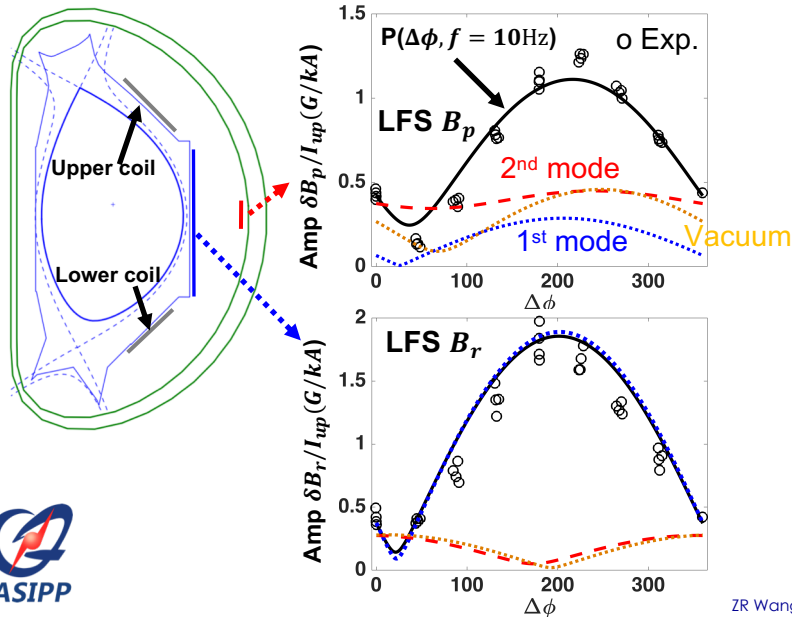 Upper coil
Lower coil
ASIPP
Amp δB_p/I_up(G/kA)
1.5
1
0.5
0
P(Δϕ, f = 10Hz)
o Exp.
LFS B_p
2nd mode
1st mode
Vacuum
0 100 200 300
Δϕ
Amp δB_r/I_up(G/kA)
2
1.5
1
0.5
0
LFS B_r
0 100 200 300
Δϕ
ZR Wang